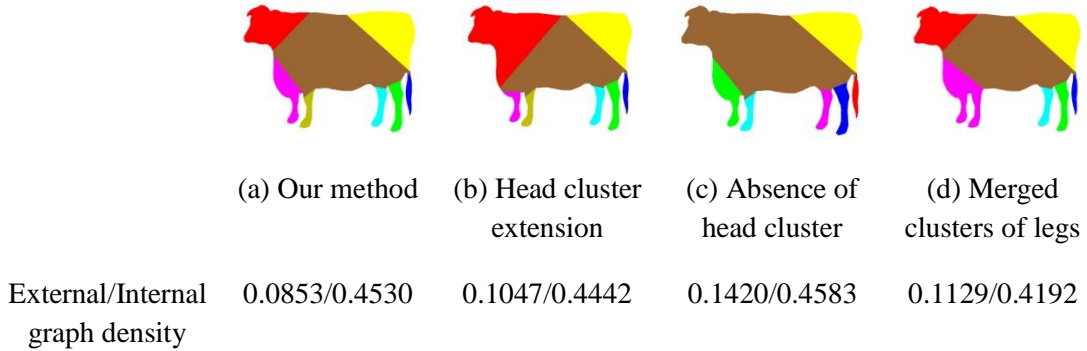 (a) Our method (b) Head cluster (c) Absence of (d) Merged
extension head cluster clusters of legs
External/Internal 0.0853/0.4530 0.1047/0.4442 0.1420/0.4583 0.1129/0.4192
graph density